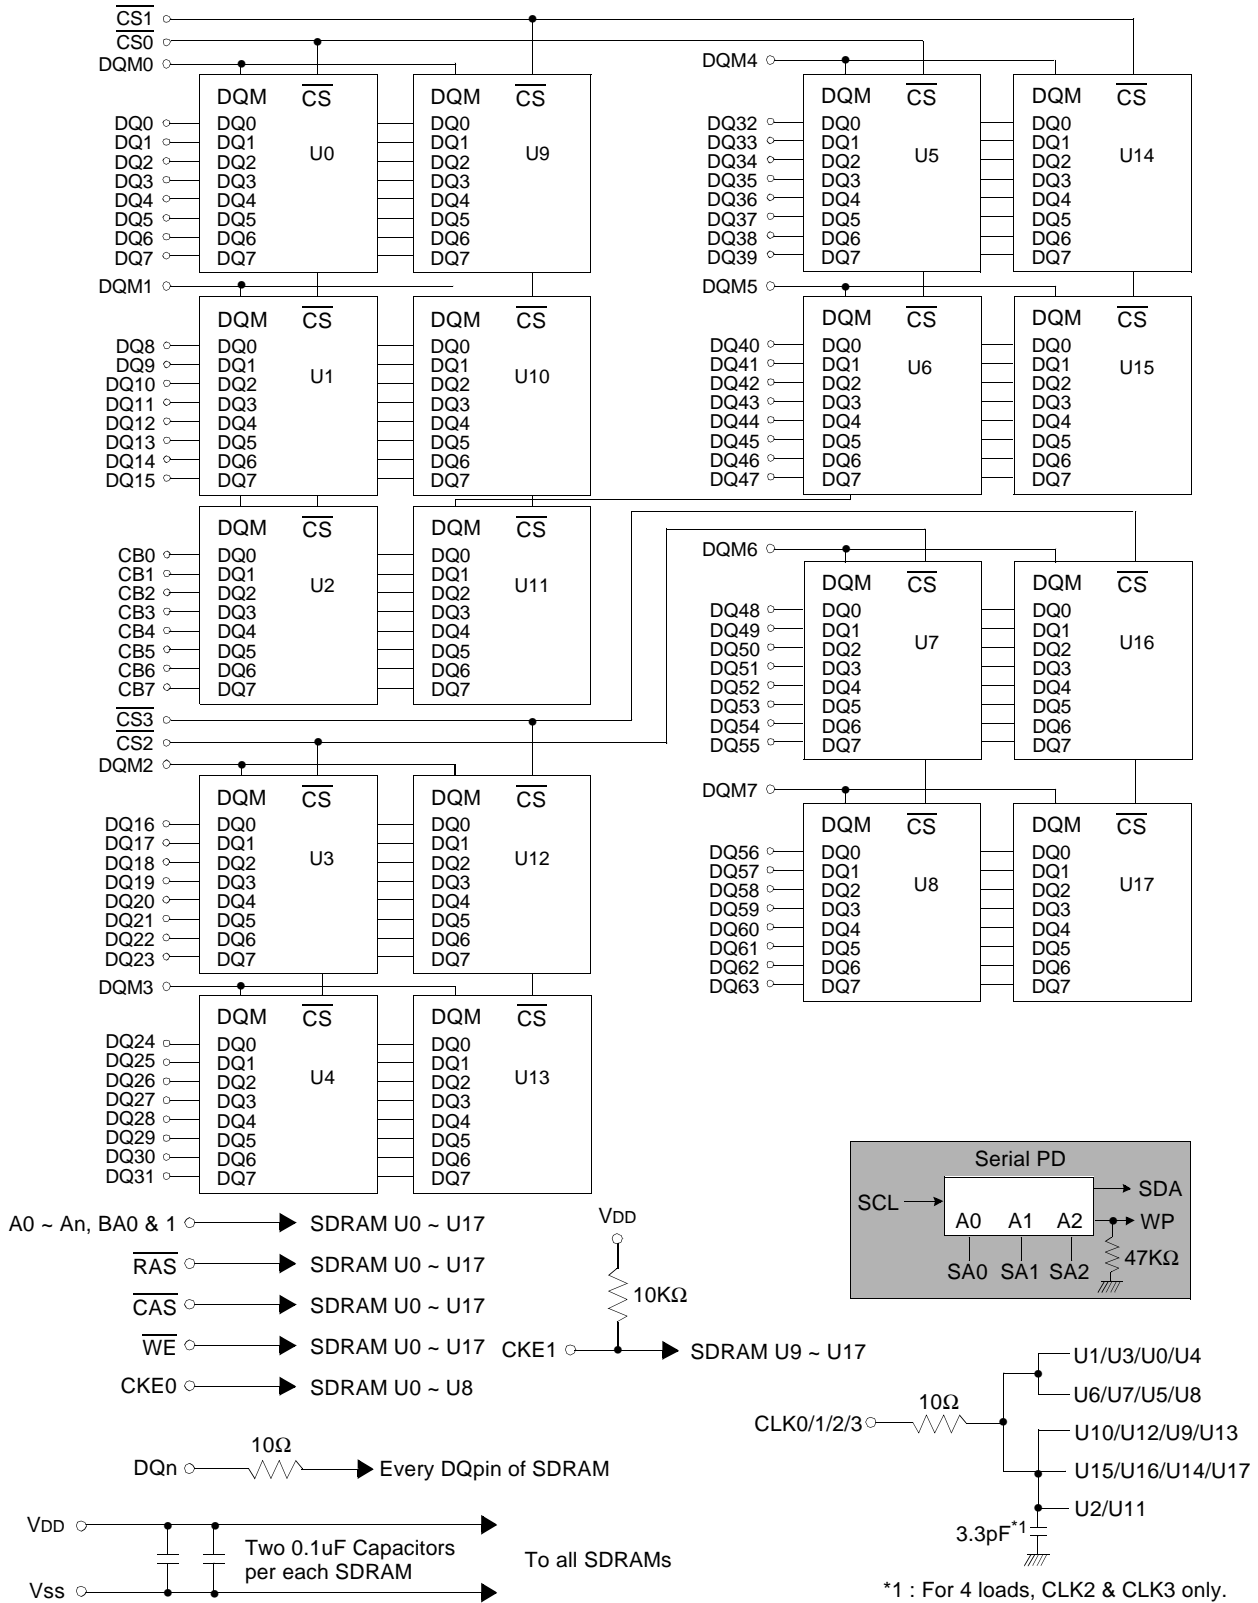 CS1
CS0
DQM0
DQM CS
DQ0 DQ0
DQ1 DQ1
DQ2 DQ2
DQ3 DQ3
DQ4 DQ4
DQ5 DQ5
DQ6 DQ6
DQ7 DQ7
U0
DQM CS
DQ0
DQ1
DQ2
DQ3
DQ4
DQ5
DQ6
DQ7
U9
DQM1
DQM CS
DQ8 DQ0
DQ9 DQ1
DQ10 DQ2
DQ11 DQ3
DQ12 DQ4
DQ13 DQ5
DQ14 DQ6
DQ15 DQ7
U1
DQM CS
DQ0
DQ1
DQ2
DQ3
DQ4
DQ5
DQ6
DQ7
U10
DQM CS
CB0 DQ0
CB1 DQ1
CB2 DQ2
CB3 DQ3
CB4 DQ4
CB5 DQ5
CB6 DQ6
CB7 DQ7
U2
DQM CS
DQ0
DQ1
DQ2
DQ3
DQ4
DQ5
DQ6
DQ7
U11
CS3
CS2
DQM2
DQM CS
DQ16 DQ0
DQ17 DQ1
DQ18 DQ2
DQ19 DQ3
DQ20 DQ4
DQ21 DQ5
DQ22 DQ6
DQ23 DQ7
U3
DQM CS
DQ0
DQ1
DQ2
DQ3
DQ4
DQ5
DQ6
DQ7
U12
DQM3
DQM CS
DQ24 DQ0
DQ25 DQ1
DQ26 DQ2
DQ27 DQ3
DQ28 DQ4
DQ29 DQ5
DQ30 DQ6
DQ31 DQ7
U4
DQM CS
DQ0
DQ1
DQ2
DQ3
DQ4
DQ5
DQ6
DQ7
U13
DQM4
DQM CS
DQ32 DQ0
DQ33 DQ1
DQ34 DQ2
DQ35 DQ3
DQ36 DQ4
DQ37 DQ5
DQ38 DQ6
DQ39 DQ7
U5
DQM CS
DQ0
DQ1
DQ2
DQ3
DQ4
DQ5
DQ6
DQ7
U14
DQM5
DQM CS
DQ40 DQ0
DQ41 DQ1
DQ42 DQ2
DQ43 DQ3
DQ44 DQ4
DQ45 DQ5
DQ46 DQ6
DQ47 DQ7
U6
DQM CS
DQ0
DQ1
DQ2
DQ3
DQ4
DQ5
DQ6
DQ7
U15
DQM6
DQM CS
DQ48 DQ0
DQ49 DQ1
DQ50 DQ2
DQ51 DQ3
DQ52 DQ4
DQ53 DQ5
DQ54 DQ6
DQ55 DQ7
U7
DQM CS
DQ0
DQ1
DQ2
DQ3
DQ4
DQ5
DQ6
DQ7
U16
DQM7
DQM CS
DQ56 DQ0
DQ57 DQ1
DQ58 DQ2
DQ59 DQ3
DQ60 DQ4
DQ61 DQ5
DQ62 DQ6
DQ63 DQ7
U8
DQM CS
DQ0
DQ1
DQ2
DQ3
DQ4
DQ5
DQ6
DQ7
U17
Serial PD
SCL
SDA
A0 A1 A2 WP
SA0 SA1 SA2 47KΩ
A0 ~ An, BA0 & 1 SDRAM U0 ~ U17
RAS SDRAM U0 ~ U17
CAS SDRAM U0 ~ U17
WE SDRAM U0 ~ U17
CKE0 SDRAM U0 ~ U8
VDD
10KΩ
CKE1 SDRAM U9 ~ U17
10Ω
DQn Every DQpin of SDRAM
VDD
Two 0.1uF Capacitors
per each SDRAM
To all SDRAMs
Vss
10Ω
CLK0/1/2/3
U1/U3/U0/U4
U6/U7/U5/U8
U10/U12/U9/U13
U15/U16/U14/U17
U2/U11
3.3pF*1
*1 : For 4 loads, CLK2 & CLK3 only.